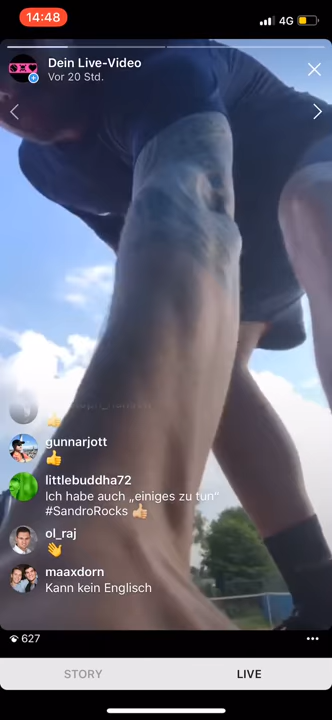 14:48
4G
Dein Live-Video
Vor 20 Std.
gunnarjott
👍
littlebuddha72
Ich habe auch „einiges zu tun“
#SandroRocks 👍🏼
ol_raj
👋
maaxdorn
Kann kein Englisch
627
STORY
LIVE